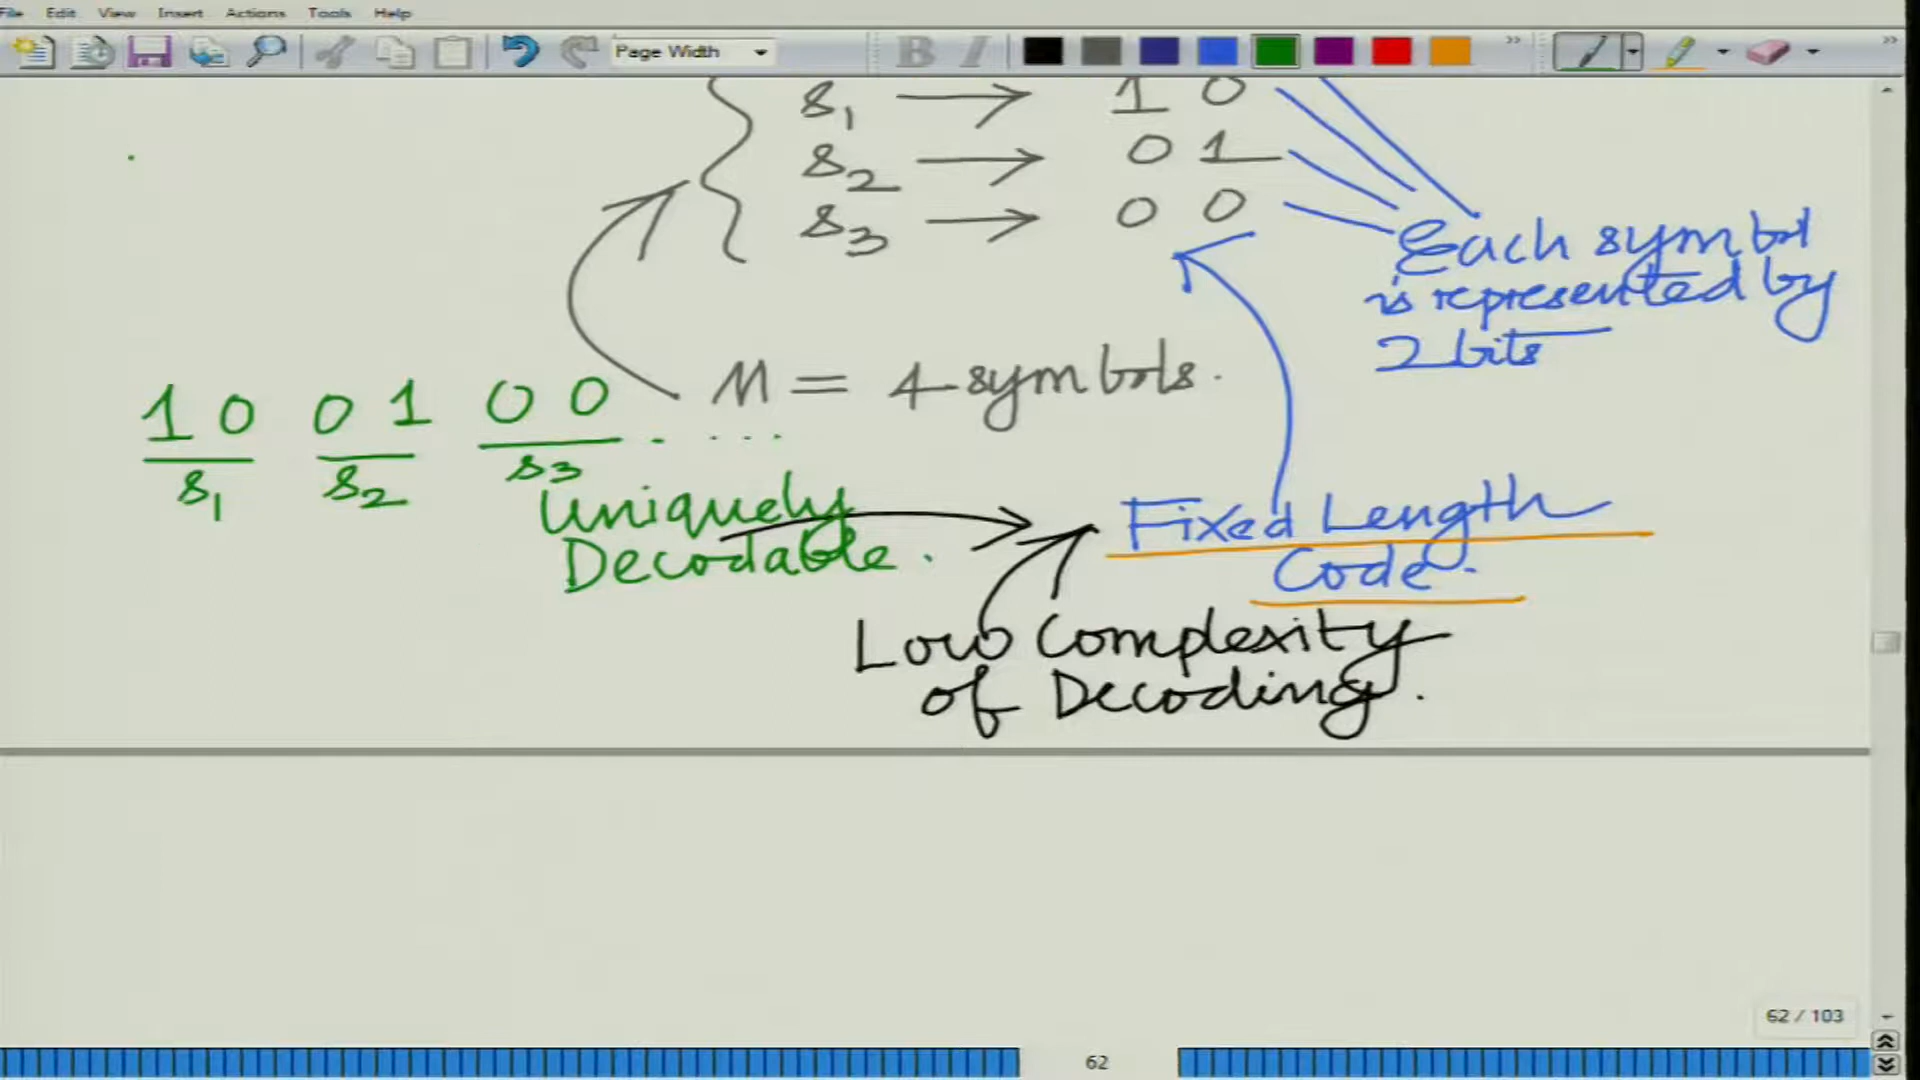 File Edit View Insert Actions Tools Help
Page Width
B I
s1 → 1 0
s2 → 0 1
s3 → 0 0
Each symbol
is represented by
2 bits
M = 4 symbols.
1 0 0 1 0 0 . . . .
s1 s2 s3
Uniquely
Decodable.
Fixed Length
Code.
Low Complexity
of Decoding.
62 / 103
62